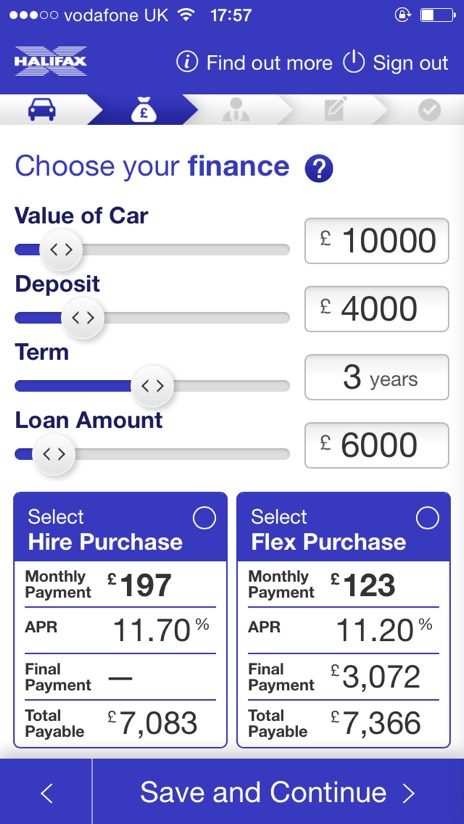 vodafone UK 17:57
HALIFAX
i Find out more Sign out
£
Choose your finance ?
Value of Car
£ 10000
Deposit
£ 4000
Term
3 years
Loan Amount
£ 6000
Select
Hire Purchase
Monthly
Payment £197
APR 11.70%
Final
Payment —
Total
Payable £7,083
Select
Flex Purchase
Monthly
Payment £123
APR 11.20%
Final
Payment £3,072
Total
Payable £7,366
< Save and Continue >